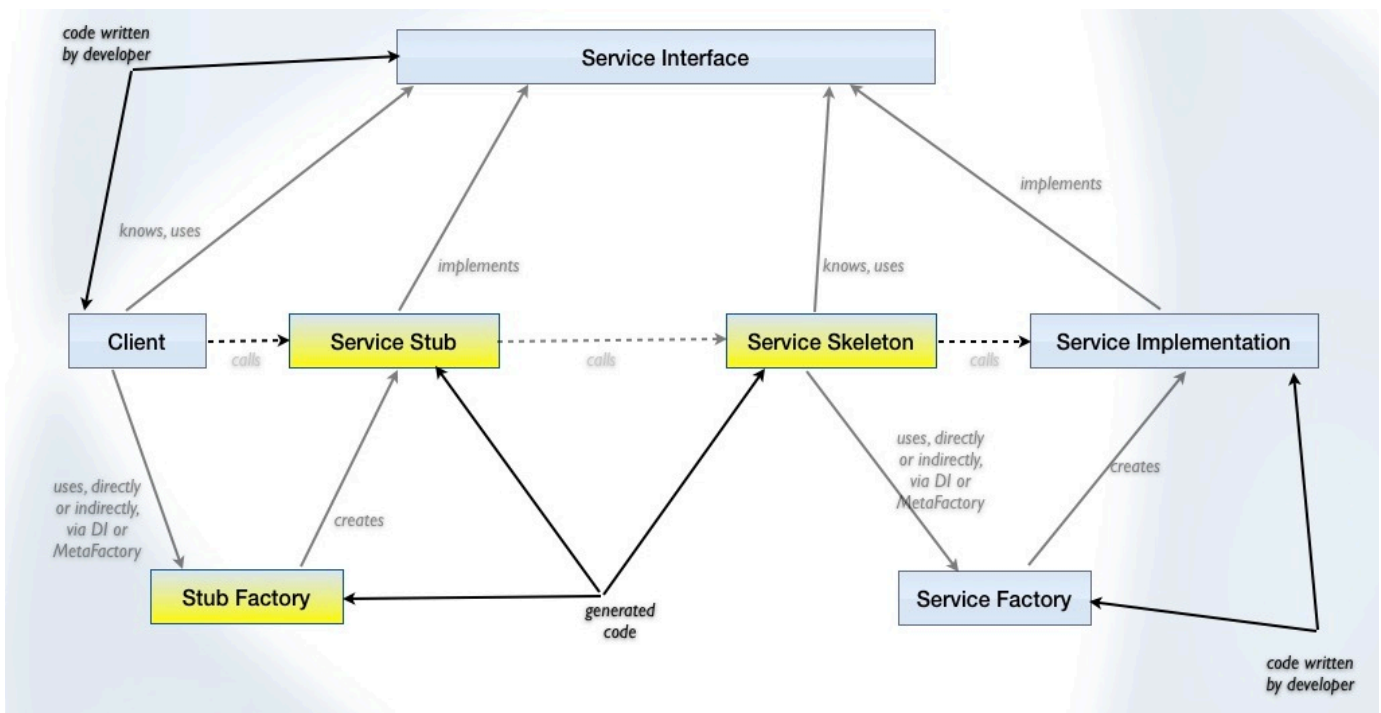 code written
by developer
Service Interface
implements
knows, uses
implements
knows, uses
Client
Service Stub
Service Skeleton
Service Implementation
calls
calls
calls
uses, directly
or indirectly,
via DI or
MetaFactory
creates
uses, directly
or indirectly,
via DI or
MetaFactory
creates
Stub Factory
generated
code
Service Factory
code written
by developer